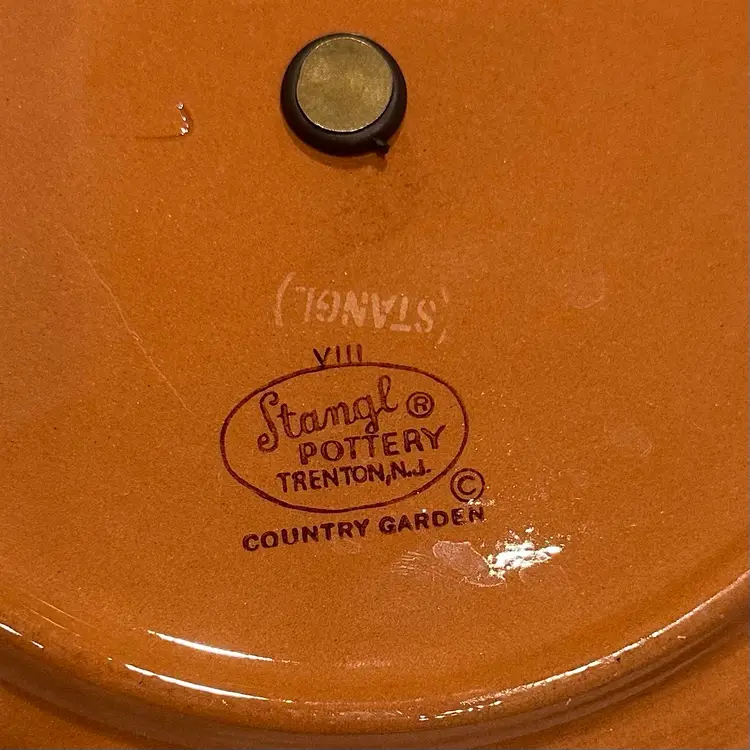 (STANGL)
VIII
Stangl ®
POTTERY
TRENTON, N.J.
©
COUNTRY GARDEN